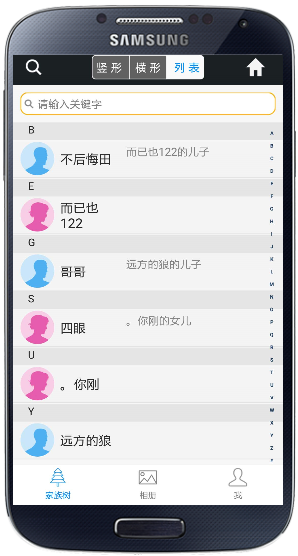 SAMSUNG
竖形 横形 列表
请输入关键字
B
不后悔田 而已也122的儿子
E
而已也
122
G
哥哥 远方的狼的儿子
S
四眼 。你刚的女儿
U
。你刚
Y
远方的狼
A
B
C
D
E
F
G
H
I
J
K
L
M
N
O
P
Q
R
S
T
U
V
W
X
Y
Z
家族树 相册 我